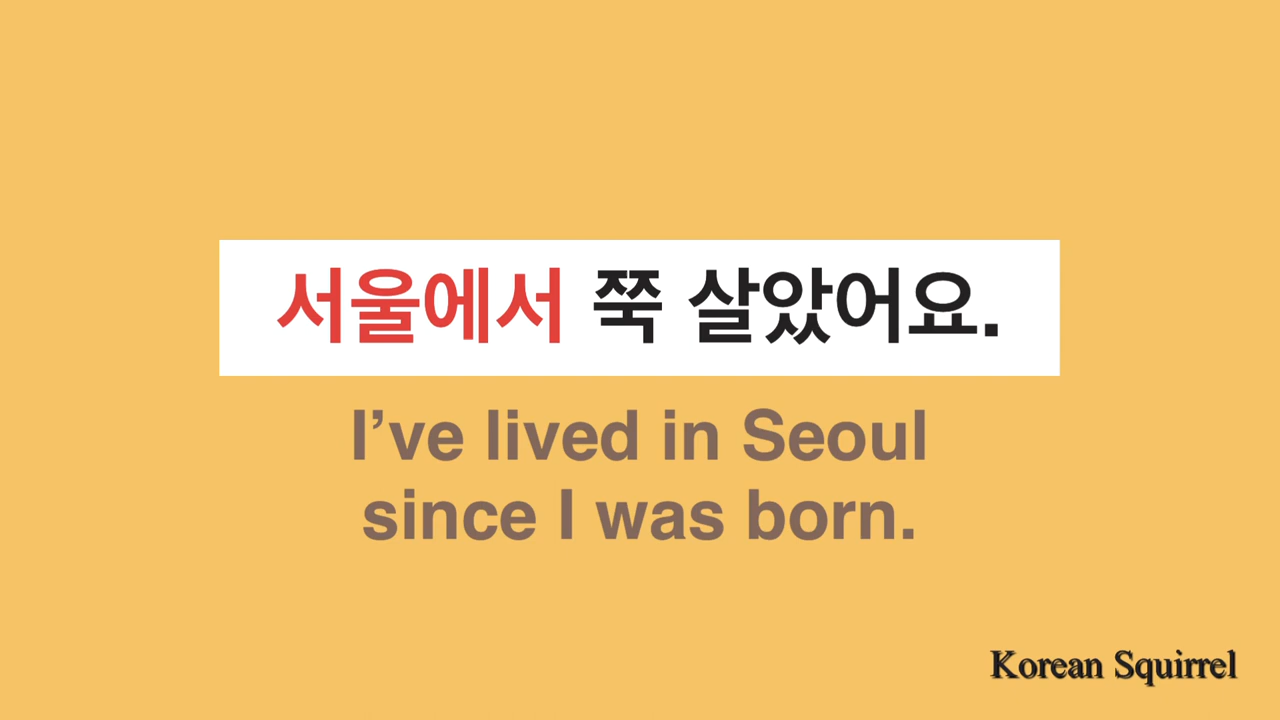 서울에서 쭉 살았어요.
I’ve lived in Seoul
since I was born.
Korean Squirrel